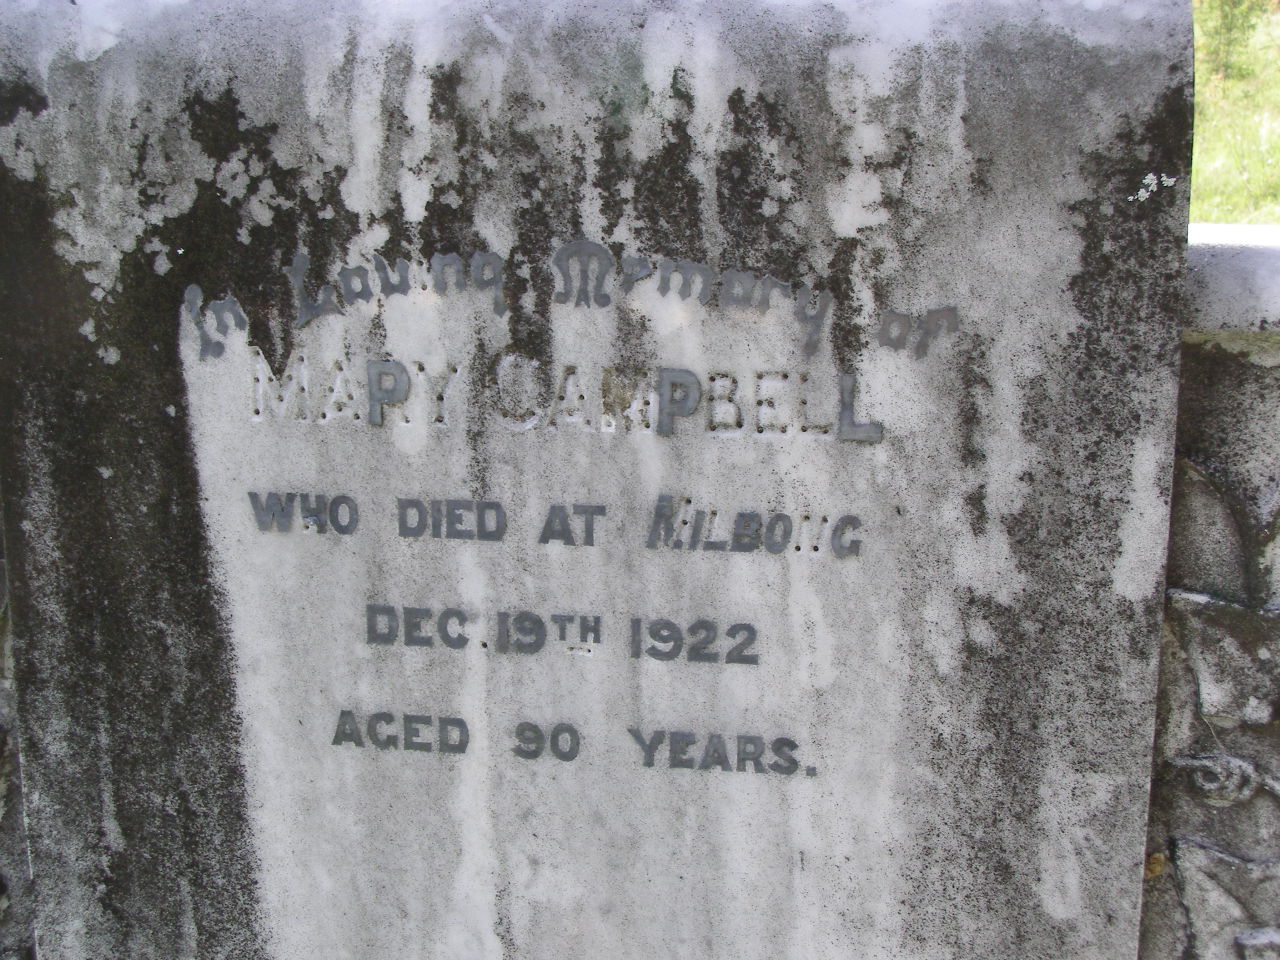 In Loving Memory of
MARY CAMPBELL
WHO DIED AT MILBONG
DEC. 19TH 1922
AGED 90 YEARS.